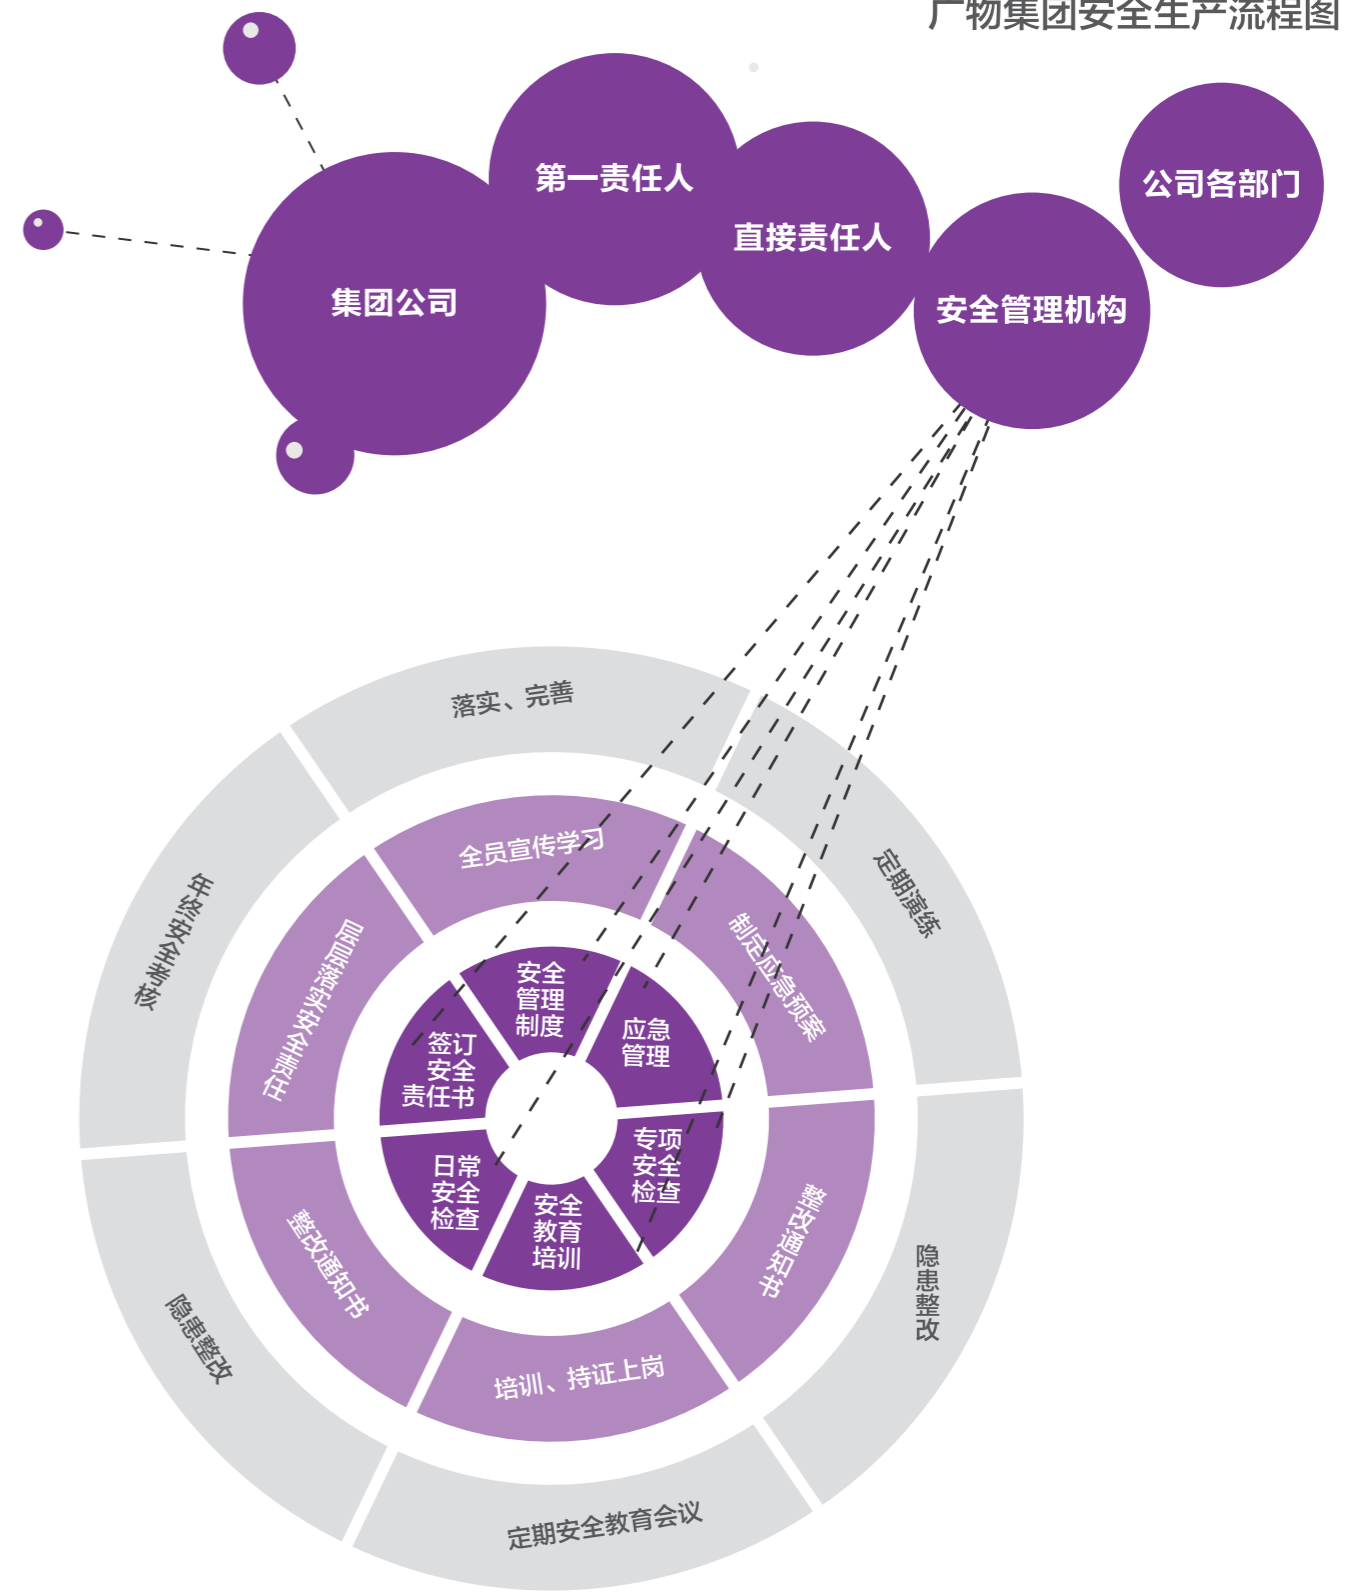 广物集团安全生产流程图
第一责任人
公司各部门
直接责任人
集团公司
安全管理机构
落实、完善
定期演练
隐患整改
定期安全教育会议
隐患整改
年终安全考核
全员宣传学习
制定应急预案
整改通知书
培训、持证上岗
整改通知书
层层落实安全责任
安全
管理
制度
应急
管理
专项
安全
检查
安全
教育
培训
日常
安全
检查
签订
安全
责任书